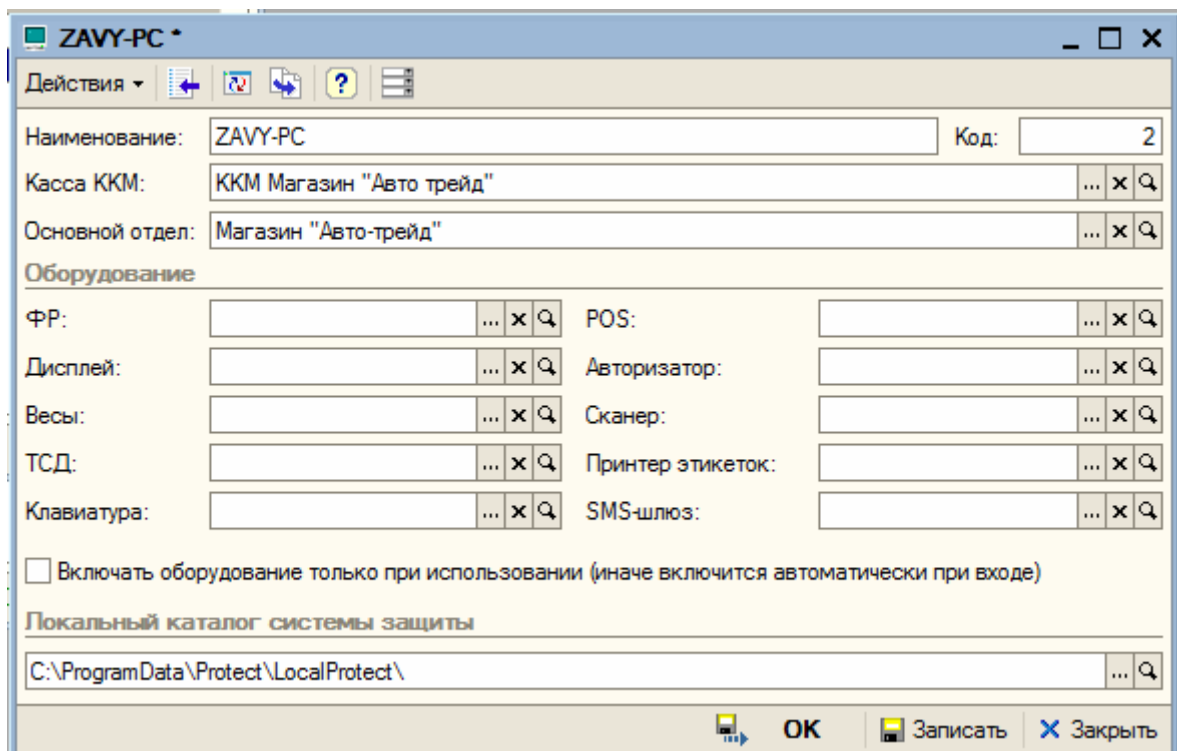 ZAVY-PC *
Действия
Наименование: ZAVY-PC Код: 2
Касса ККМ: ККМ Магазин "Авто трейд" ... x
Основной отдел: Магазин "Авто-трейд" ... x
Оборудование
ФР: ... x POS: ... x
Дисплей: ... x Авторизатор: ... x
Весы: ... x Сканер: ... x
ТСД: ... x Принтер этикеток: ... x
Клавиатура: ... x SMS-шлюз: ... x
Включать оборудование только при использовании (иначе включится автоматически при входе)
Локальный каталог системы защиты
C:\ProgramData\Protect\LocalProtect\ ...
OK Записать Закрыть